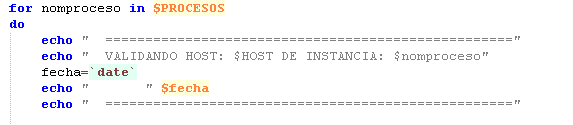 for nomproceso in $PROCESOS
do
echo " ==================================================="
echo " VALIDANDO HOST: $HOST DE INSTANCIA: $nomproceso"
fecha=`date`
echo " " $fecha
echo " ==================================================="